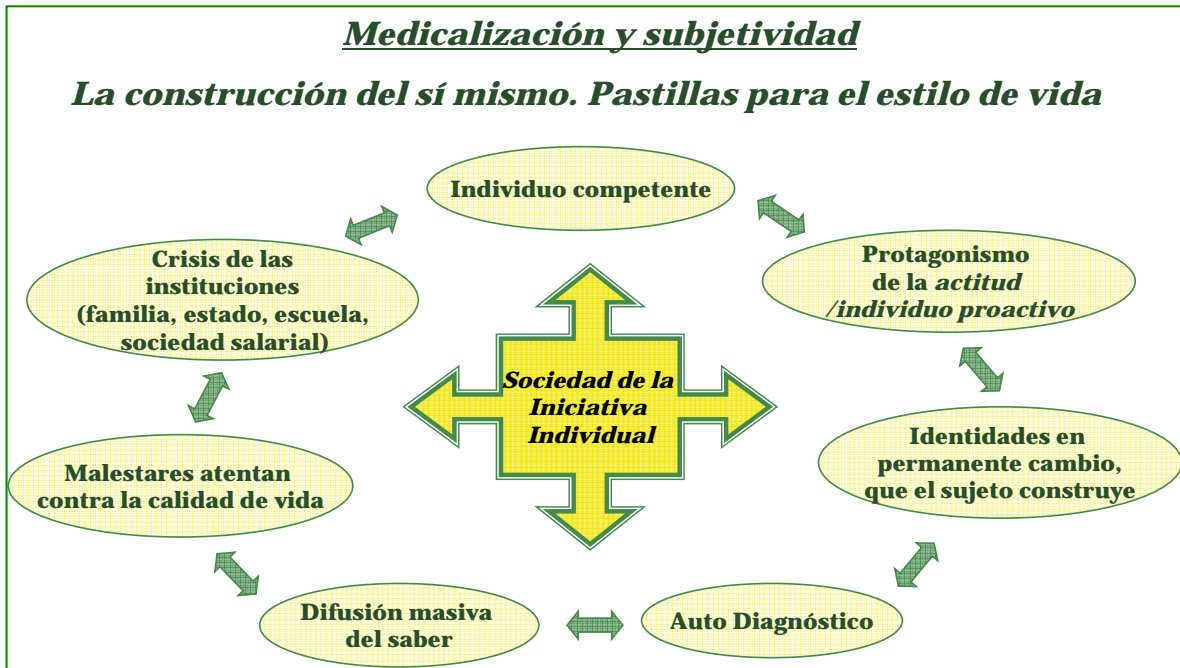 Medicalización y subjetividad
La construcción del sí mismo. Pastillas para el estilo de vida
Individuo competente
Crisis de las
instituciones
(familia, estado, escuela,
sociedad salarial)
Protagonismo
de la actitud
/individuo proactivo
Sociedad de la
Iniciativa
Individual
Malestares atentan
contra la calidad de vida
Identidades en
permanente cambio,
que el sujeto construye
Difusión masiva
del saber
Auto Diagnóstico